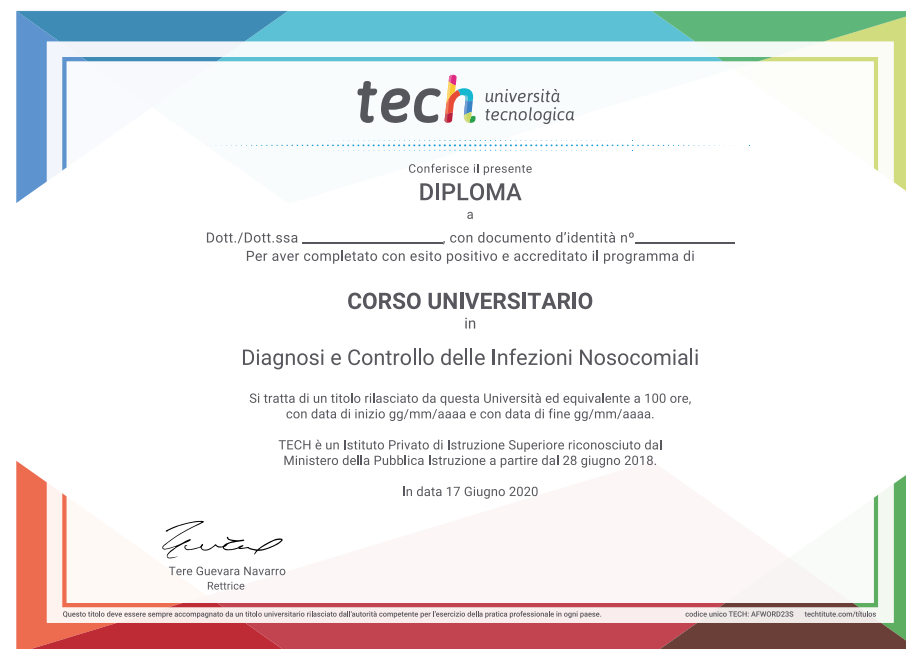 tech università
tecnologica
Conferisce il presente
DIPLOMA
a
Dott./Dott.ssa ____________________, con documento d'identità nº______________
Per aver completato con esito positivo e accreditato il programma di
CORSO UNIVERSITARIO
in
Diagnosi e Controllo delle Infezioni Nosocomiali
Si tratta di un titolo rilasciato da questa Università ed equivalente a 100 ore,
con data di inizio gg/mm/aaaa e con data di fine gg/mm/aaaa.
TECH è un Istituto Privato di Istruzione Superiore riconosciuto dal
Ministero della Pubblica Istruzione a partire dal 28 giugno 2018.
In data 17 Giugno 2020
Tere Guevara Navarro
Rettrice
Questo titolo deve essere sempre accompagnato da un titolo universitario rilasciato dall'autorità competente per l'esercizio della pratica professionale in ogni paese. codice unico TECH: AFWORD23S techtitute.com/titulos